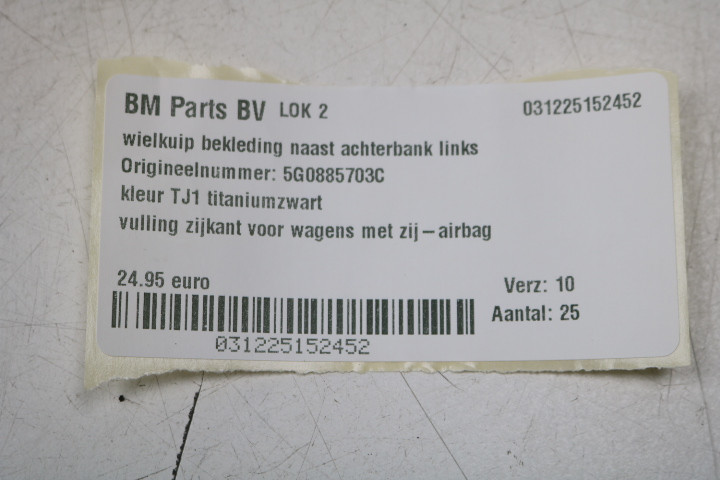 BM Parts BV LOK 2 031225152452
wielkuip bekleding naast achterbank links
Origineelnummer: 5G0885703C
kleur TJ1 titaniumzwart
vulling zijkant voor wagens met zij-airbag
24.95 euro Verz: 10
Aantal: 25
031225152452